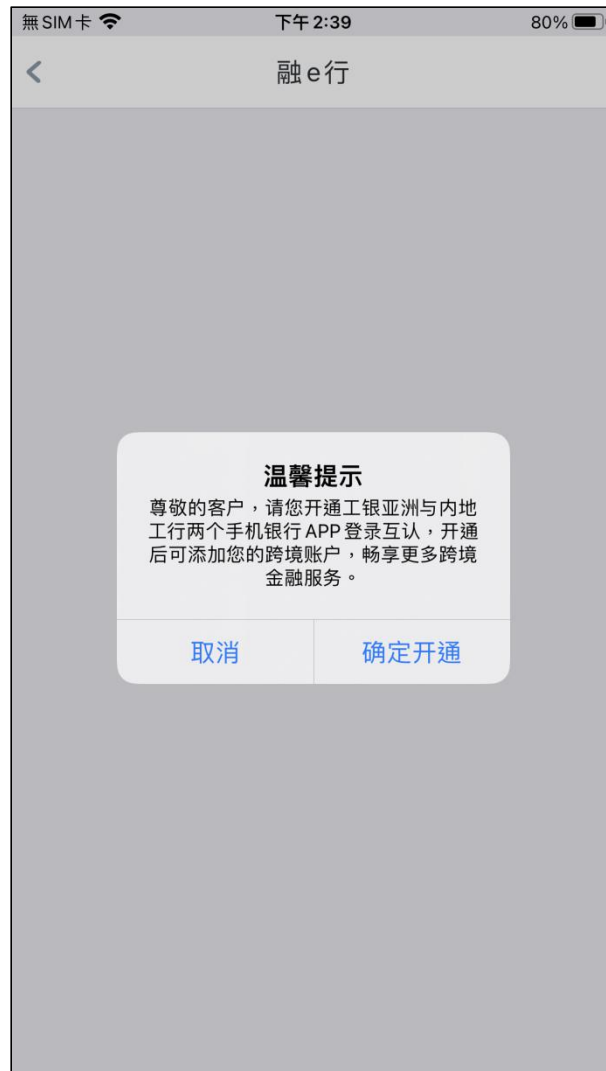 無SIM卡 下午2:39 80%
融e行
温馨提示
尊敬的客户，请您开通工银亚洲与内地
工行两个手机银行APP登录互认，开通
后可添加您的跨境账户，畅享更多跨境
金融服务。
取消 确定开通